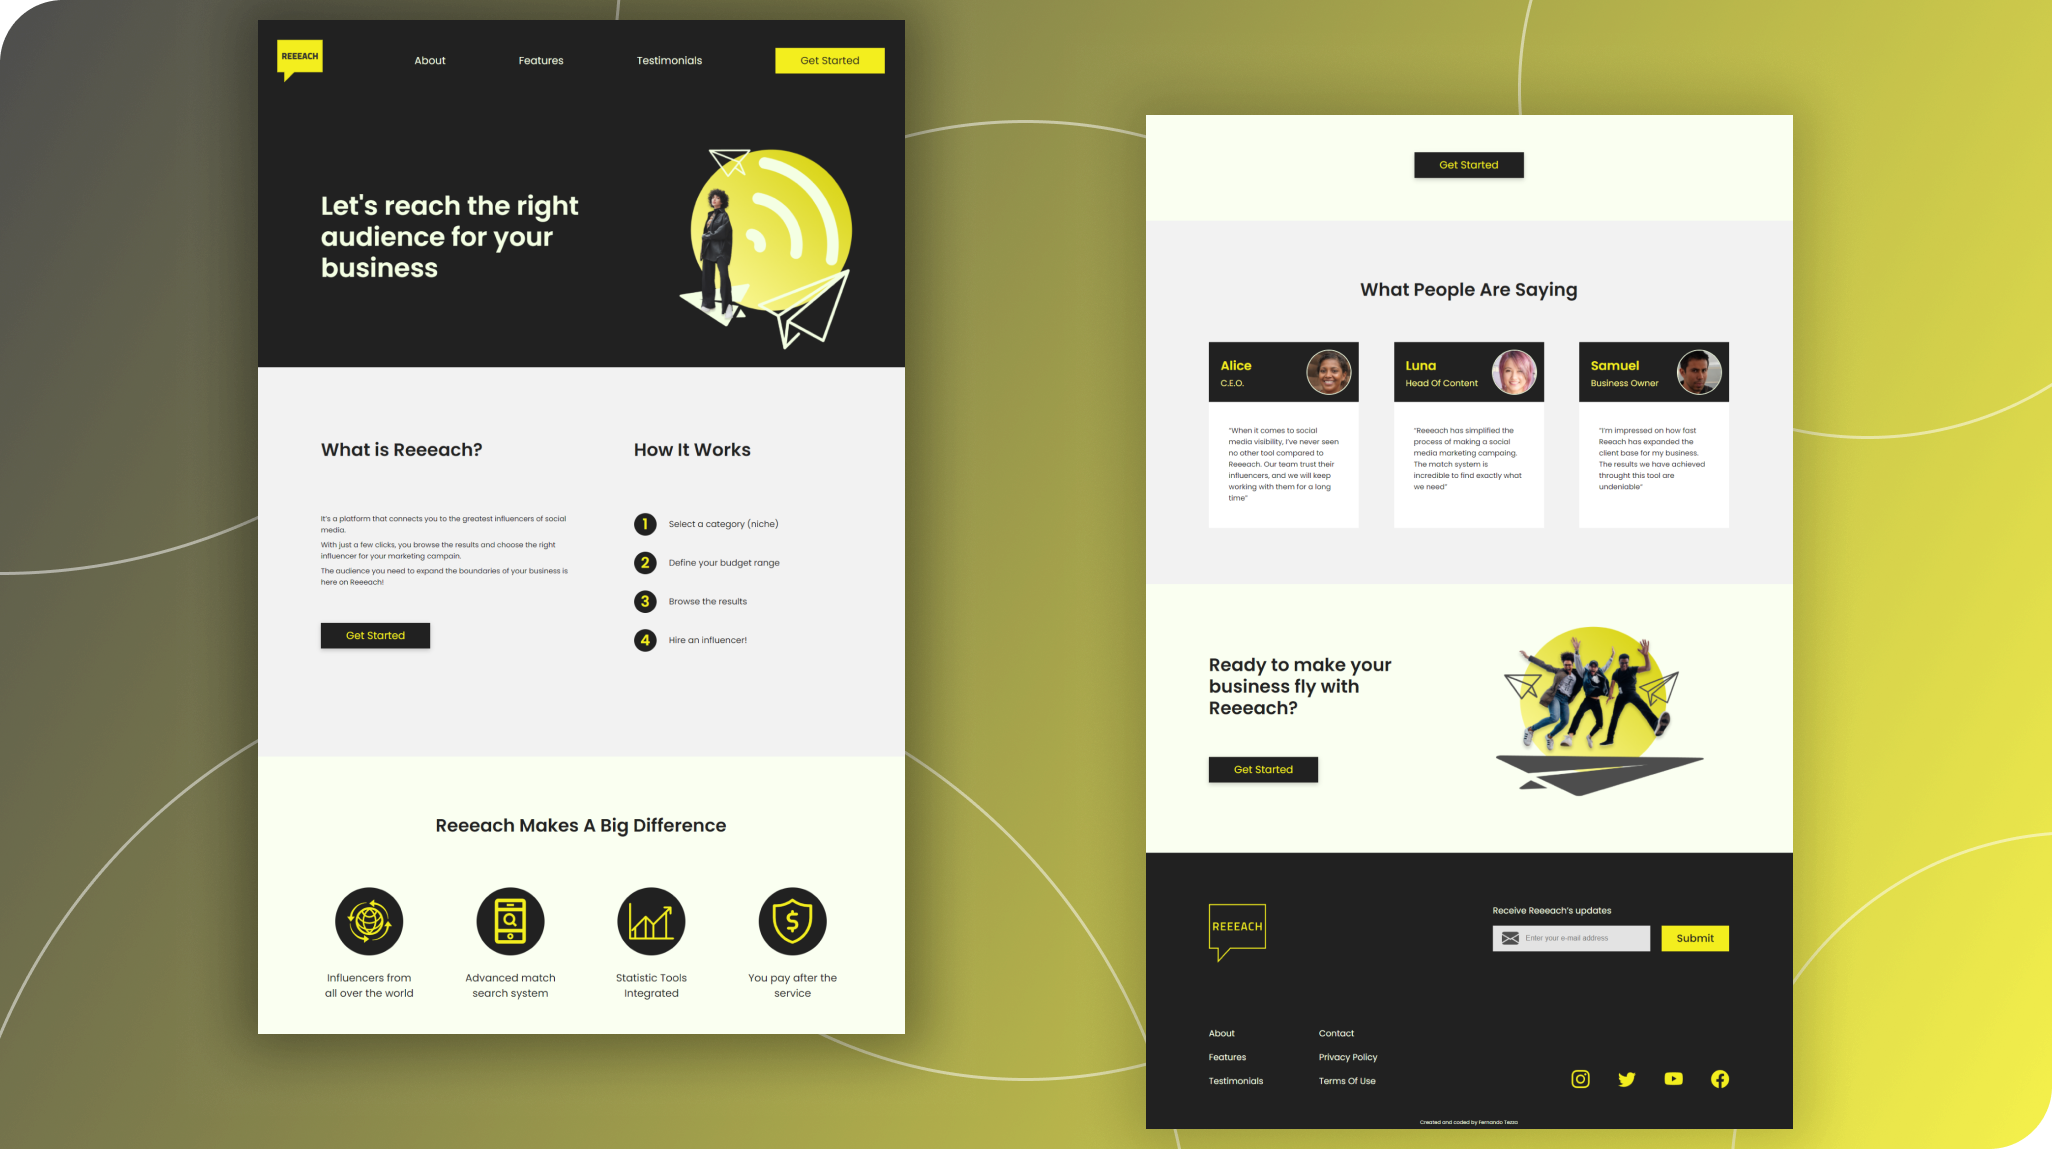 REEEACH
About
Features
Testimonials
Get Started
Let's reach the right
audience for your
business
What is Reeeach?
It's a platform that connects you to the greatest influencers of social
media.
With just a few clicks, you browse the results and choose the right
influencer for your marketing campain.
The audience you need to expand the boundaries of your business is
here on Reeeach!
Get Started
How It Works
1 Select a category (niche)
2 Define your budget range
3 Browse the results
4 Hire an influencer!
Reeeach Makes A Big Difference
Influencers from
all over the world
Advanced match
search system
Statistic Tools
Integrated
You pay after the
service
Get Started
What People Are Saying
Alice
C.E.O.
"When it comes to social
media visibility, I've never seen
no other tool compared to
Reeeach. Our team trust their
influencers, and we will keep
working with them for a long
time"
Luna
Head Of Content
"Reeeach has simplified the
process of making a social
media marketing campaing.
The match system is
incredible to find exactly what
we need"
Samuel
Business Owner
"I'm impressed on how fast
Reeach has expanded the
client base for my business.
The results we have achieved
throught this tool are
undeniable"
Ready to make your
business fly with
Reeeach?
Get Started
REEEACH
Receive Reeeach's updates
Enter your e-mail address
Submit
About
Features
Testimonials
Contact
Privacy Policy
Terms Of Use
Created and coded by Fernando Tezza